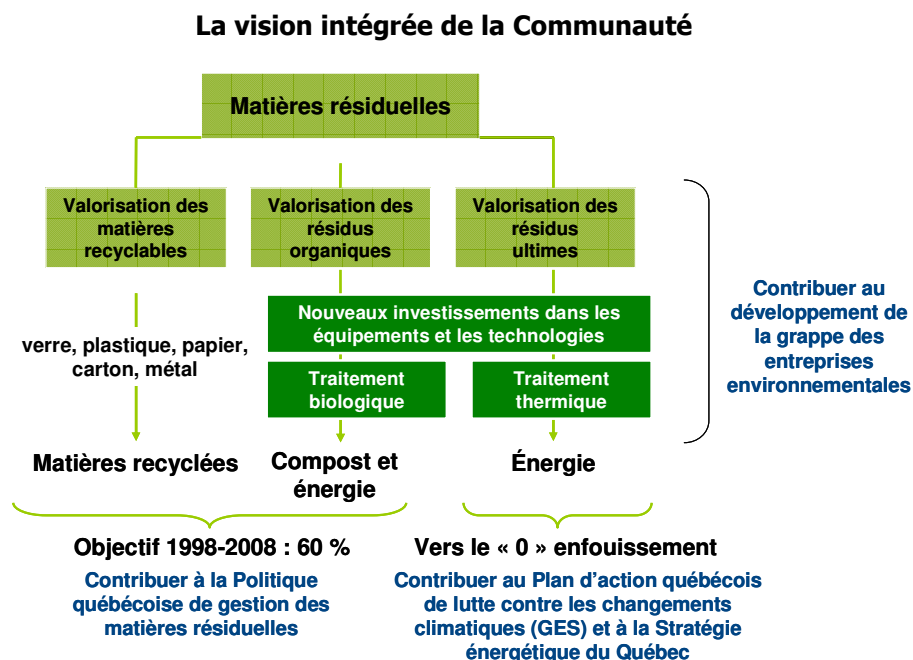 La vision intégrée de la Communauté
Matières résiduelles
Valorisation des
matières
recyclables
Valorisation des
résidus
organiques
Valorisation des
résidus
ultimes
Nouveaux investissements dans les
équipements et les technologies
verre, plastique, papier,
carton, métal
Traitement
biologique
Traitement
thermique
Contribuer au
développement de
la grappe des
entreprises
environnementales
Matières recyclées
Compost et
énergie
Énergie
Objectif 1998-2008 : 60 %
Contribuer à la Politique
québécoise de gestion des
matières résiduelles
Vers le « 0 » enfouissement
Contribuer au Plan d’action québécois
de lutte contre les changements
climatiques (GES) et à la Stratégie
énergétique du Québec